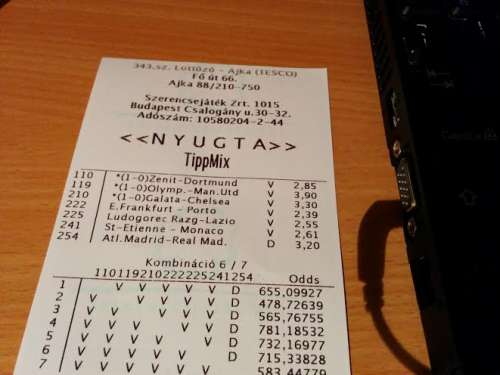 343.sz. Lottózó - Ajka (TESCO)
Fő út 66.
Ajka 88/210-750
Szerencsejáték Zrt. 1015
Budapest Csalogány u.30-32.
Adószám: 10580204-2-44
<<NYUGTA>>
TippMix
110 *(1-0)Zenit-Dortmund V 2,85
119 *(1-0)Olymp.-Man.Utd V 3,90
210 *(1-0)Galata-Chelsea V 3,30
222 E.Frankfurt - Porto V 2,39
225 Ludogorec Razg-Lazio V 2,55
241 St-Etienne - Monaco V 2,61
254 Atl.Madrid-Real Mad. D 3,20
Kombináció 6 / 7
110119210222225241254 Odds
1 V V V V V D 655,09927
2 V V V V V D 478,72639
3 V V V V V D 565,76755
4 V V V V V D 781,18532
5 V V V V V D 732,16977
6 V V V V V D 715,33828
7 V V V V V V 583,44779